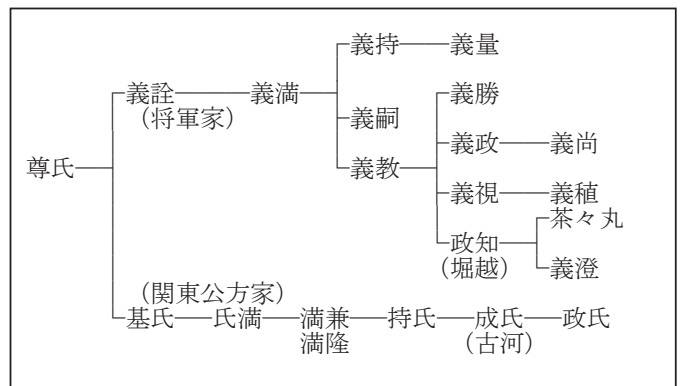 義持 義量
義詮 義満 義勝
(将軍家) 義嗣
義政 義尚
尊氏 義教
義視 義稙
茶々丸
政知
(堀越) 義澄
(関東公方家)
基氏 氏満 満兼 持氏 成氏 政氏
満隆 (古河)